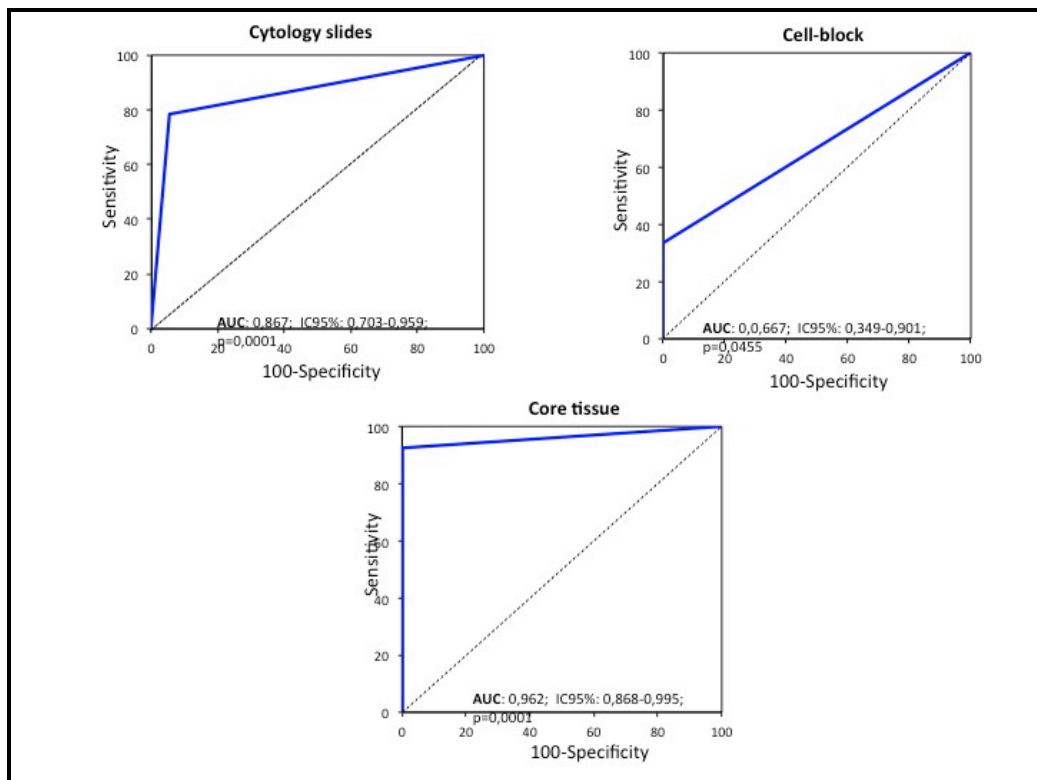 Cytology slides
100
80
60
40
20
0
Sensitivity
AUC: 0,867; IC95%: 0,703-0,959;
p=0,0001
0 20 40 60 80 100
100-Specificity
Cell-block
100
80
60
40
20
0
Sensitivity
AUC: 0,0,667; IC95%: 0,349-0,901;
p=0,0455
0 20 40 60 80 100
100-Specificity
Core tissue
100
80
60
40
20
0
Sensitivity
AUC: 0,962; IC95%: 0,868-0,995;
p=0,0001
0 20 40 60 80 100
100-Specificity